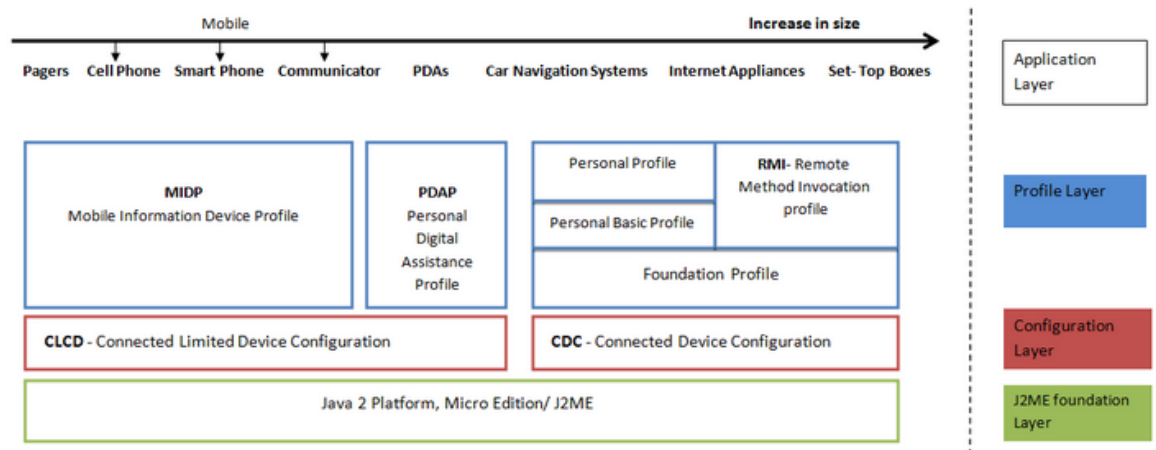 Mobile
Increase in size
Pagers Cell Phone Smart Phone Communicator PDAs Car Navigation Systems Internet Appliances Set- Top Boxes
Application
Layer
MIDP
Mobile Information Device Profile
PDAP
Personal
Digital
Assistance
Profile
Personal Profile
Personal Basic Profile
RMI- Remote
Method Invocation
profile
Foundation Profile
Profile Layer
CLCD - Connected Limited Device Configuration
CDC - Connected Device Configuration
Configuration
Layer
Java 2 Platform, Micro Edition/ J2ME
J2ME foundation
Layer